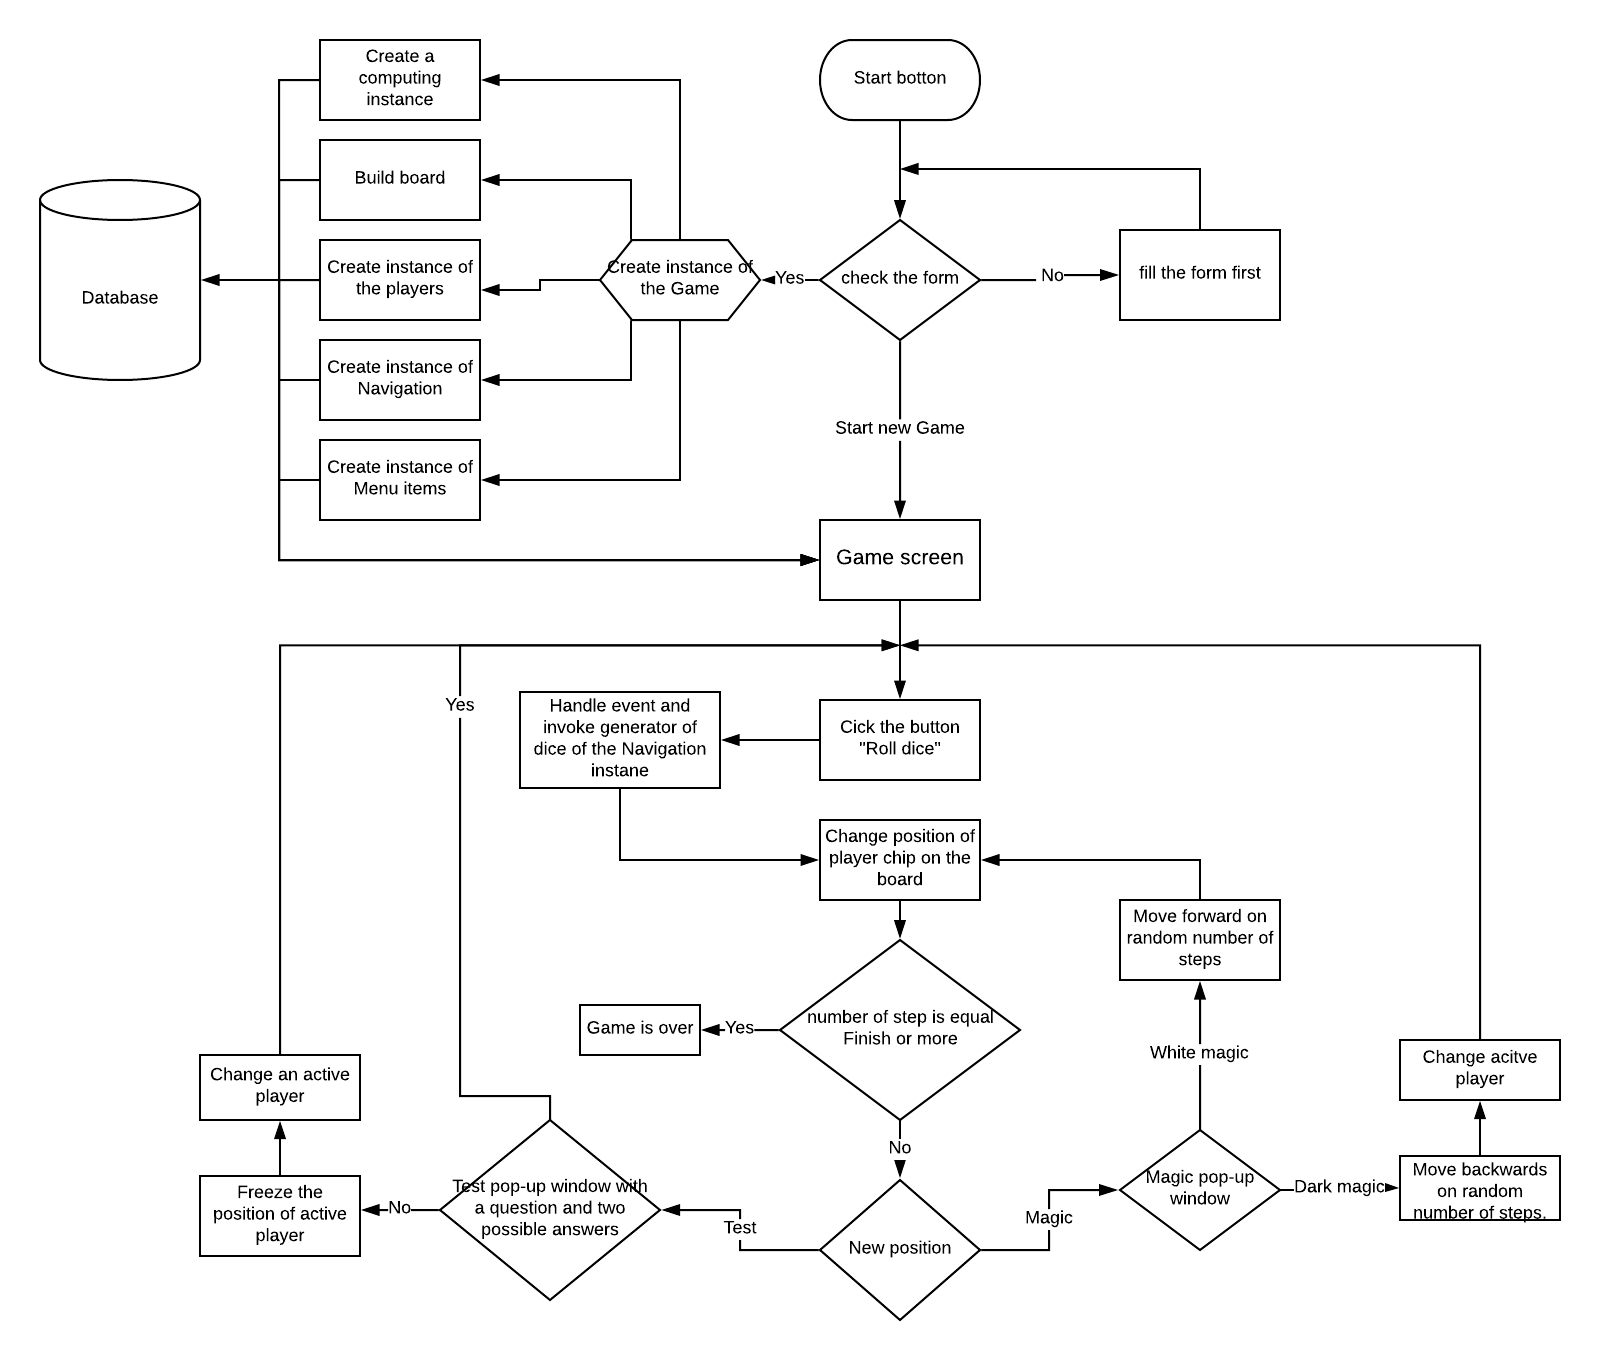 Create a
computing
instance
Start botton
Build board
Database
Create instance of
the players
Create instance of
the Game
Yes
check the form
No
fill the form first
Create instance of
Navigation
Start new Game
Create instance of
Menu items
Game screen
Yes
Handle event and
invoke generator of
dice of the Navigation
instane
Cick the button
"Roll dice"
Change position of
player chip on the
board
Move forward on
random number of
steps
Game is over
Yes
number of step is equal
Finish or more
White magic
Change an active
player
Change acitve
player
No
Freeze the
position of active
player
No
Test pop-up window with
a question and two
possible answers
Test
New position
Magic
Magic pop-up
window
Dark magic
Move backwards
on random
number of steps.